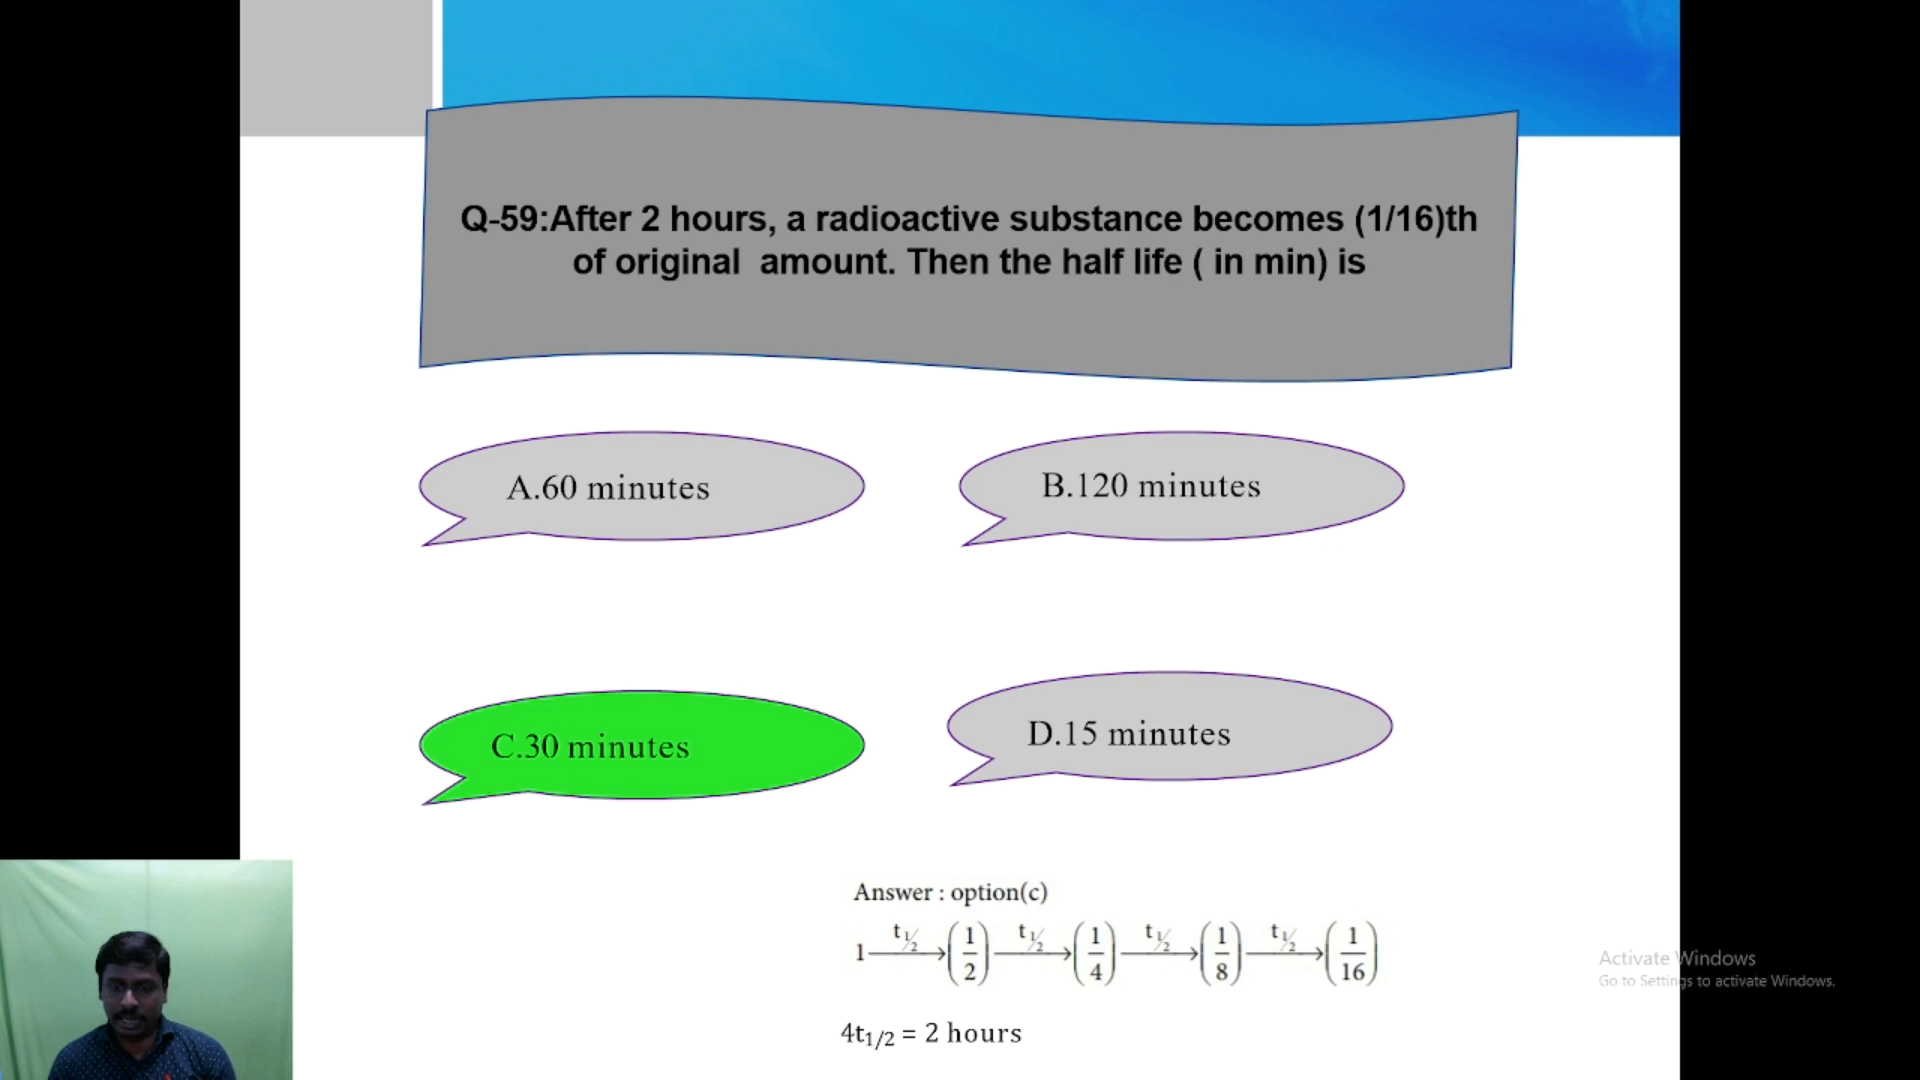 Q-59:After 2 hours, a radioactive substance becomes (1/16)th
of original amount. Then the half life ( in min) is
A.60 minutes
B.120 minutes
C.30 minutes
D.15 minutes
Answer : option(c)
1 —t₁/₂→ (1/2) —t₁/₂→ (1/4) —t₁/₂→ (1/8) —t₁/₂→ (1/16)
4t₁/₂ = 2 hours
Activate Windows
Go to Settings to activate Windows.